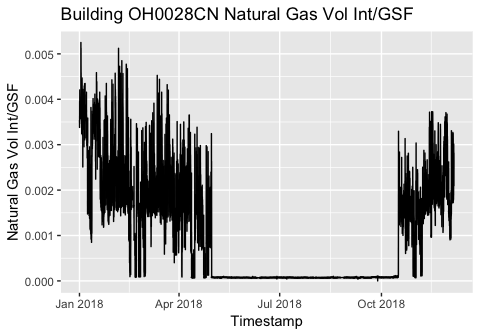 Building OH0028CN Natural Gas Vol Int/GSF
Natural Gas Vol Int/GSF
0.005
0.004
0.003
0.002
0.001
0.000
Jan 2018
Apr 2018
Jul 2018
Oct 2018
Timestamp